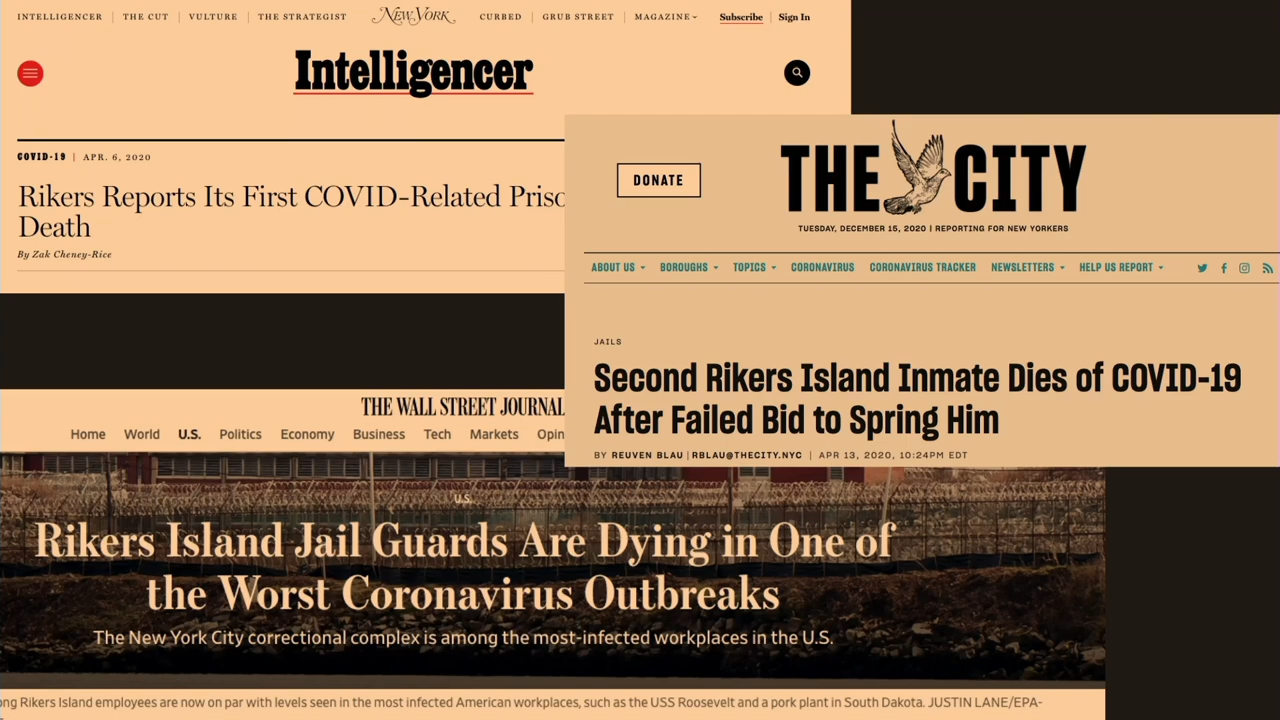 INTELLIGENCER | THE CUT | VULTURE | THE STRATEGIST NEW YORK CURBED | GRUB STREET | MAGAZINE Subscribe | Sign In
Intelligencer
COVID-19 | APR. 6, 2020
Rikers Reports Its First COVID-Related
Death
By Zak Cheney-Rice
DONATE
THE CITY
TUESDAY, DECEMBER 15, 2020 | REPORTING FOR NEW YORKERS
ABOUT US BOROUGHS TOPICS CORONAVIRUS CORONAVIRUS TRACKER NEWSLETTERS HELP US REPORT
JAILS
Second Rikers Island Inmate Dies of COVID-19
After Failed Bid to Spring Him
BY REUVEN BLAU | RBLAU@THECITY.NYC | APR 13, 2020, 10:24PM EDT
THE WALL STREET JOURNAL
Home World U.S. Politics Economy Business Tech Markets
U.S.
Rikers Island Jail Guards Are Dying in One of
the Worst Coronavirus Outbreaks
The New York City correctional complex is among the most-infected workplaces in the U.S.
Rikers Island employees are now on par with levels seen in the most infected American workplaces, such as the USS Roosevelt and a pork plant in South Dakota. JUSTIN LANE/EPA-